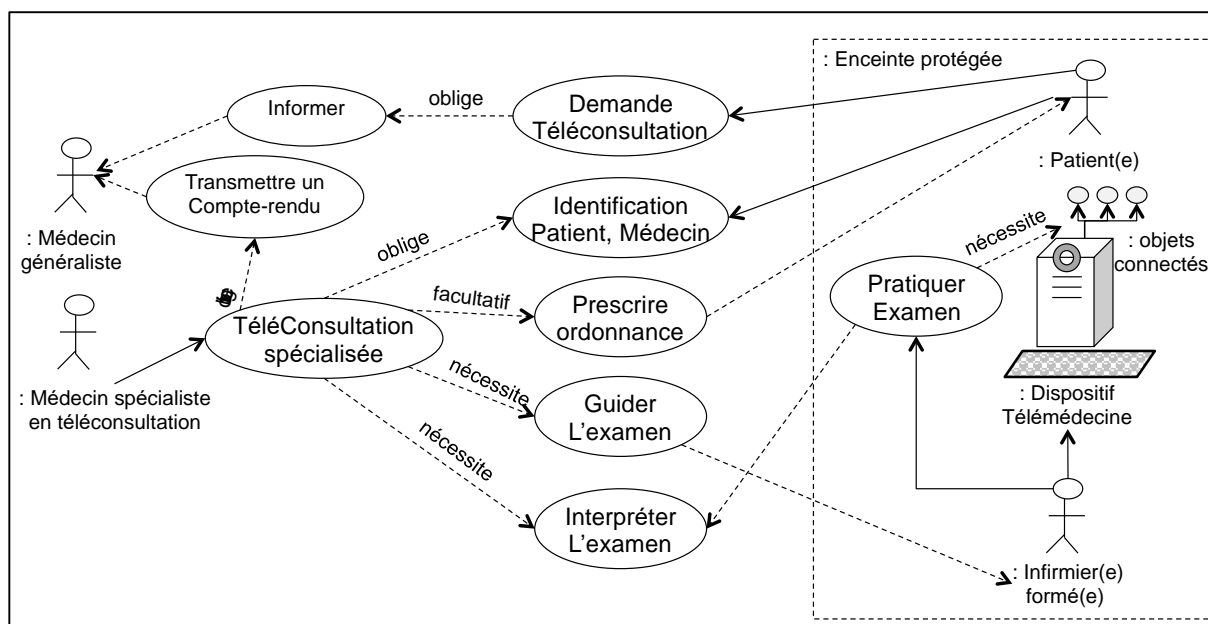 : Enceinte protégée
Informer
oblige
Demande
Téléconsultation
: Patient(e)
Transmettre un
Compte-rendu
: Médecin
généraliste
oblige
Identification
Patient, Médecin
nécessite
: objets
connectés
Pratiquer
Examen
facultatif
Prescrire
ordonnance
TéléConsultation
spécialisée
: Médecin spécialiste
en téléconsultation
nécessite
Guider
L'examen
: Dispositif
Télémédecine
nécessite
Interpréter
L'examen
: Infirmier(e)
formé(e)